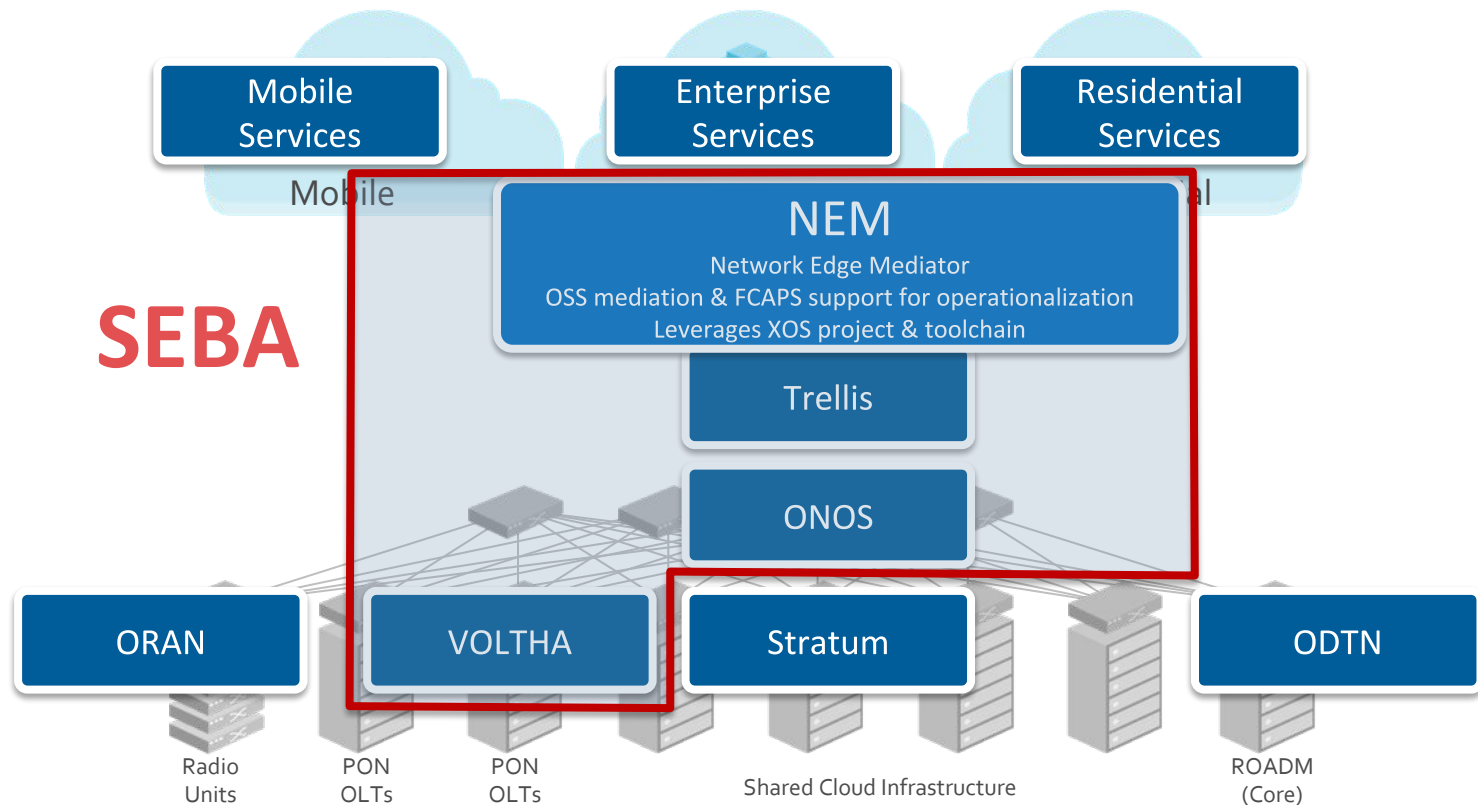 Mobile
Services
Enterprise
Services
Residential
Services
Mobile
al
NEM
Network Edge Mediator
OSS mediation & FCAPS support for operationalization
Leverages XOS project & toolchain
SEBA
Trellis
ONOS
ORAN
VOLTHA
Stratum
ODTN
Radio
Units
PON
OLTs
PON
OLTs
Shared Cloud Infrastructure
ROADM
(Core)